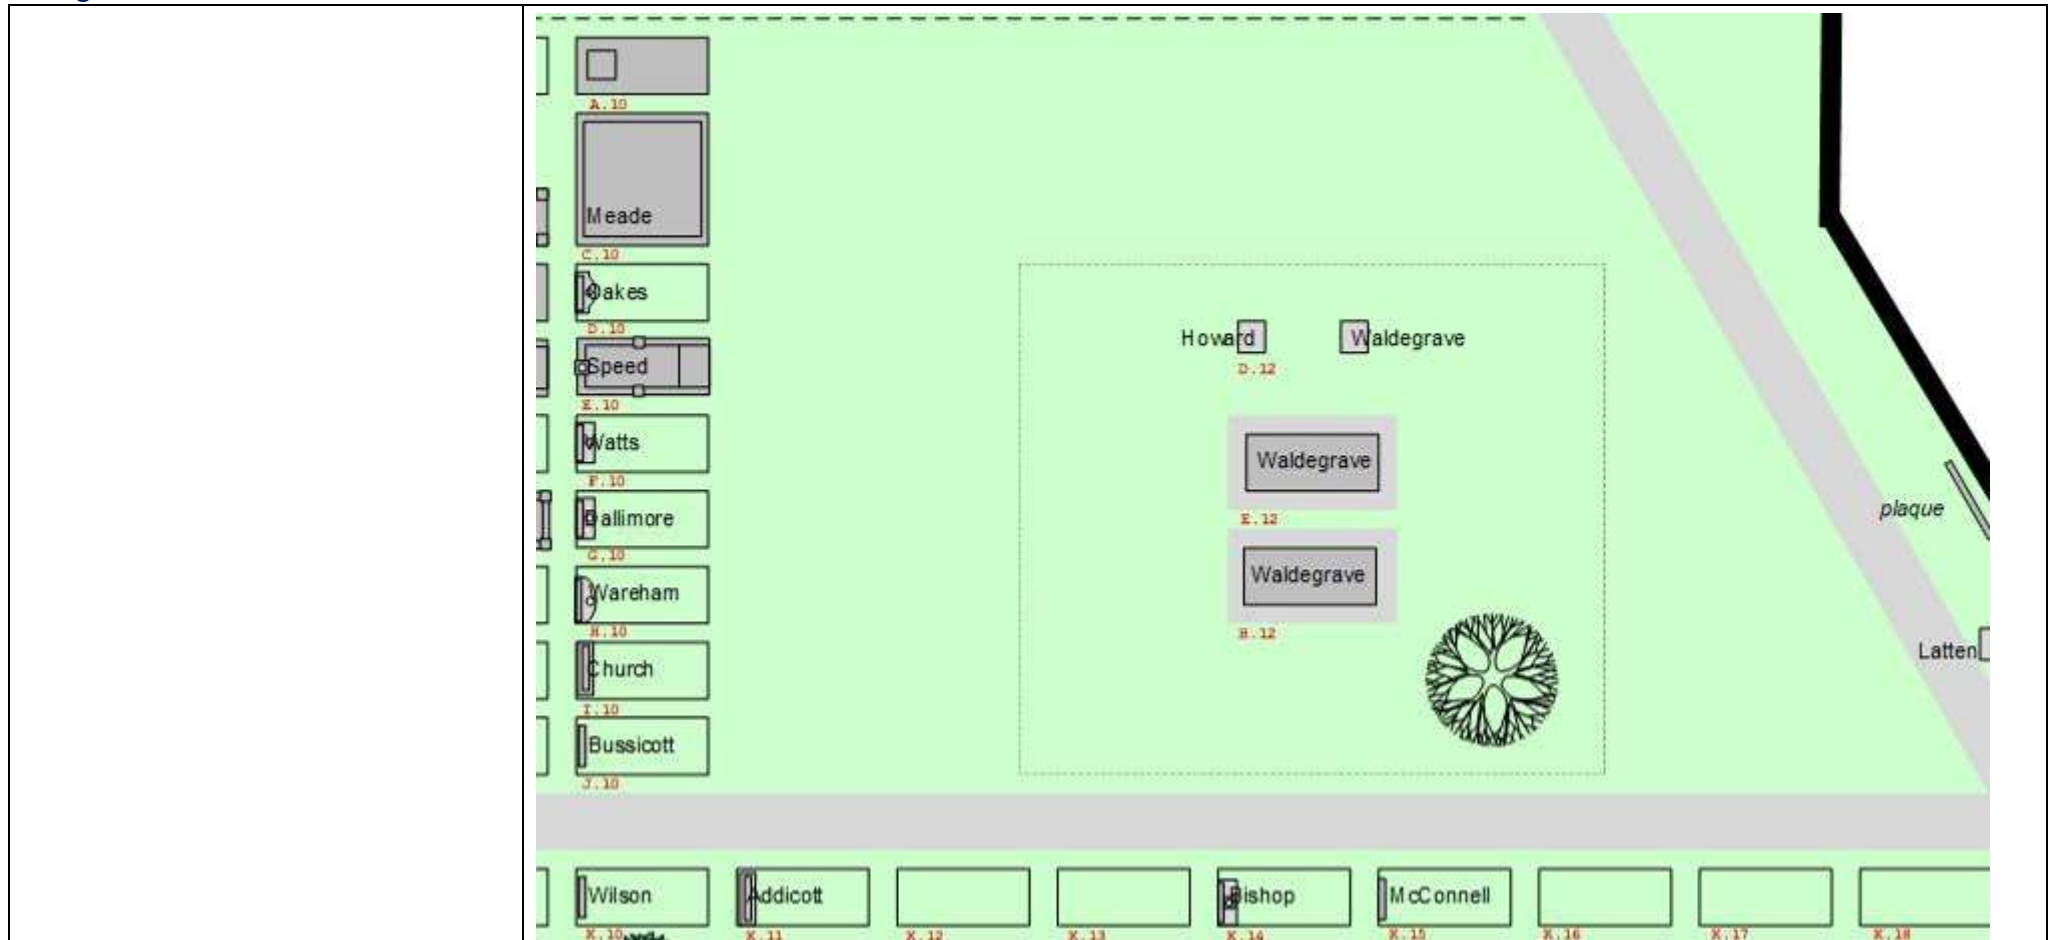 A.10
Meade
C.10
Oakes
D.10
Howard
Waldegrave
D.12
Speed
E.10
Watts
Waldegrave
F.10
plaque
E.12
Dallimore
G.10
Waldegrave
Wareham
H.10
H.12
Latten
Church
I.10
Bussicott
J.10
Wilson
Addicott
Bishop
McConnell
K.10
K.11
K.12
K.13
K.14
K.15
K.16
K.17
K.18